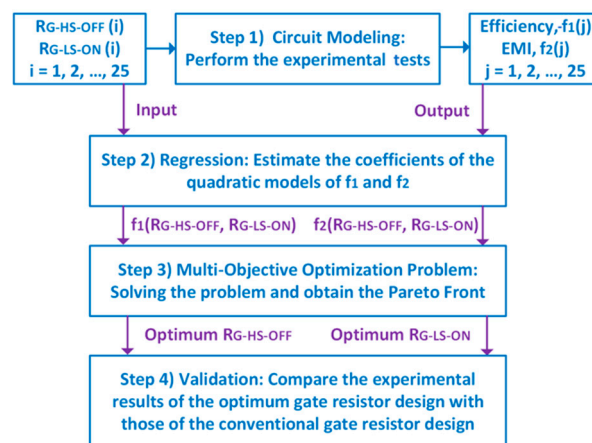 RG-HS-OFF (i)
RG-LS-ON (i)
i = 1, 2, ..., 25
Step 1) Circuit Modeling:
Perform the experimental tests
Efficiency,-f1(j)
EMI, f2(j)
j = 1, 2, ..., 25
Input
Output
Step 2) Regression: Estimate the coefficients of the
quadratic models of f1 and f2
f1(RG-HS-OFF, RG-LS-ON)
f2(RG-HS-OFF, RG-LS-ON)
Step 3) Multi-Objective Optimization Problem:
Solving the problem and obtain the Pareto Front
Optimum RG-HS-OFF
Optimum RG-LS-ON
Step 4) Validation: Compare the experimental
results of the optimum gate resistor design with
those of the conventional gate resistor design